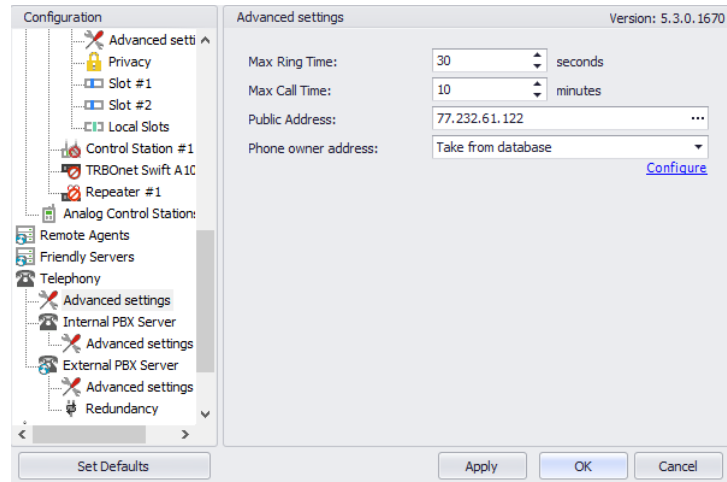 Configuration
Advanced setti
Privacy
Slot #1
Slot #2
Local Slots
Control Station #1
TRBOnet Swift A10
Repeater #1
Analog Control Station:
Remote Agents
Friendly Servers
Telephony
Advanced settings
Internal PBX Server
Advanced settings
External PBX Server
Advanced settings
Redundancy
Set Defaults
Advanced settings Version: 5.3.0.1670
Max Ring Time: 30 seconds
Max Call Time: 10 minutes
Public Address: 77.232.61.122 ...
Phone owner address: Take from database
Configure
Apply OK Cancel